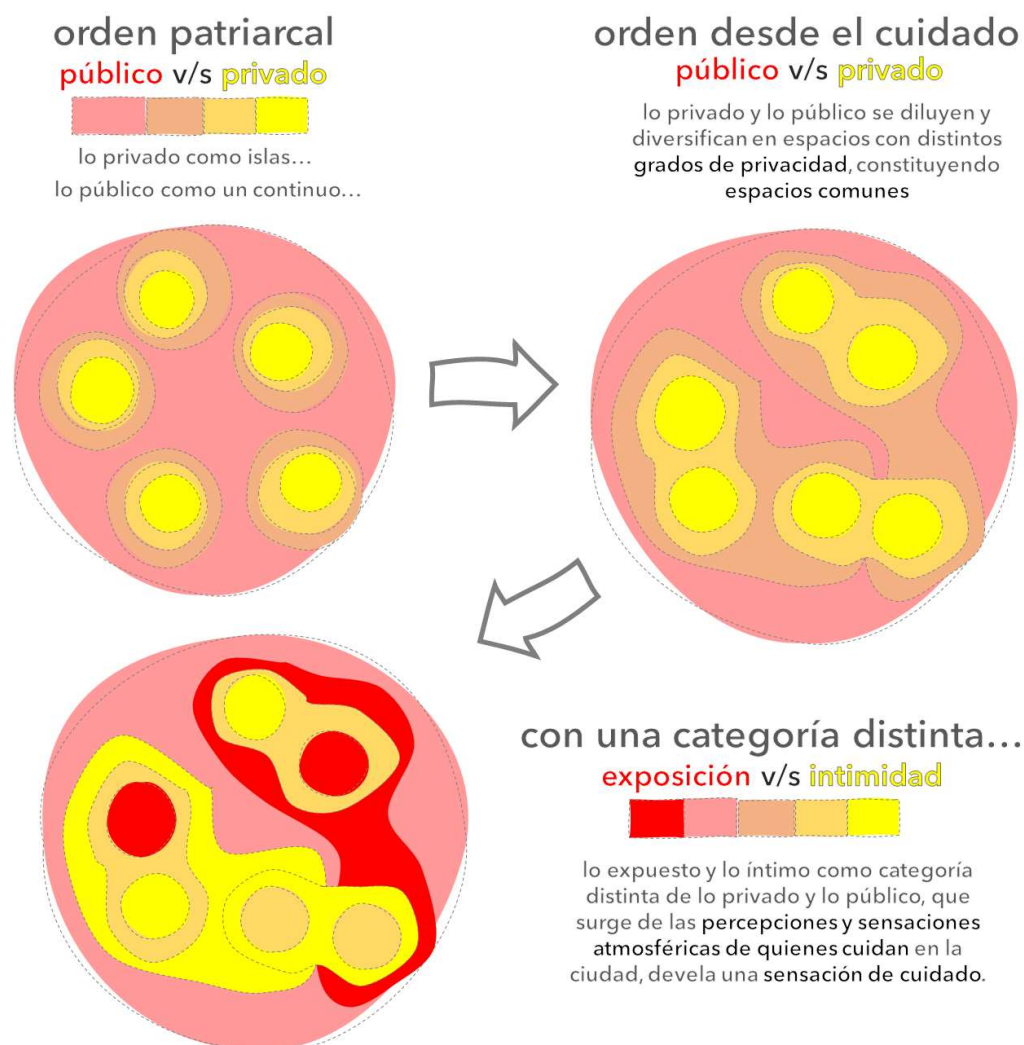 orden patriarcal
público v/s privado
lo privado como islas...
lo público como un continuo...
orden desde el cuidado
público v/s privado
lo privado y lo público se diluyen y
diversifican en espacios con distintos
grados de privacidad, constituyendo
espacios comunes
con una categoría distinta...
exposición v/s intimidad
lo expuesto y lo íntimo como categoría
distinta de lo privado y lo público, que
surge de las percepciones y sensaciones
atmosféricas de quienes cuidan en la
ciudad, devela una sensación de cuidado.